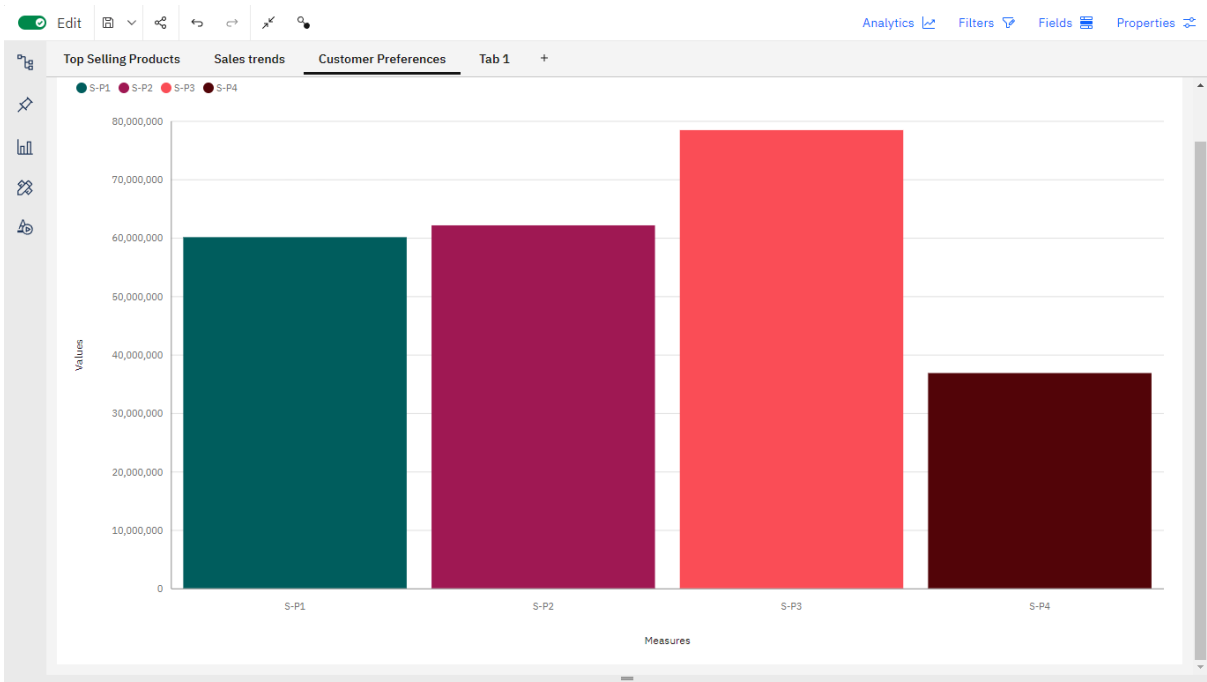 Edit
Analytics Filters Fields Properties
Top Selling Products Sales trends Customer Preferences Tab 1 +
S-P1 S-P2 S-P3 S-P4
80,000,000
70,000,000
60,000,000
50,000,000
40,000,000
30,000,000
20,000,000
10,000,000
0
Values
S-P1 S-P2 S-P3 S-P4
Measures